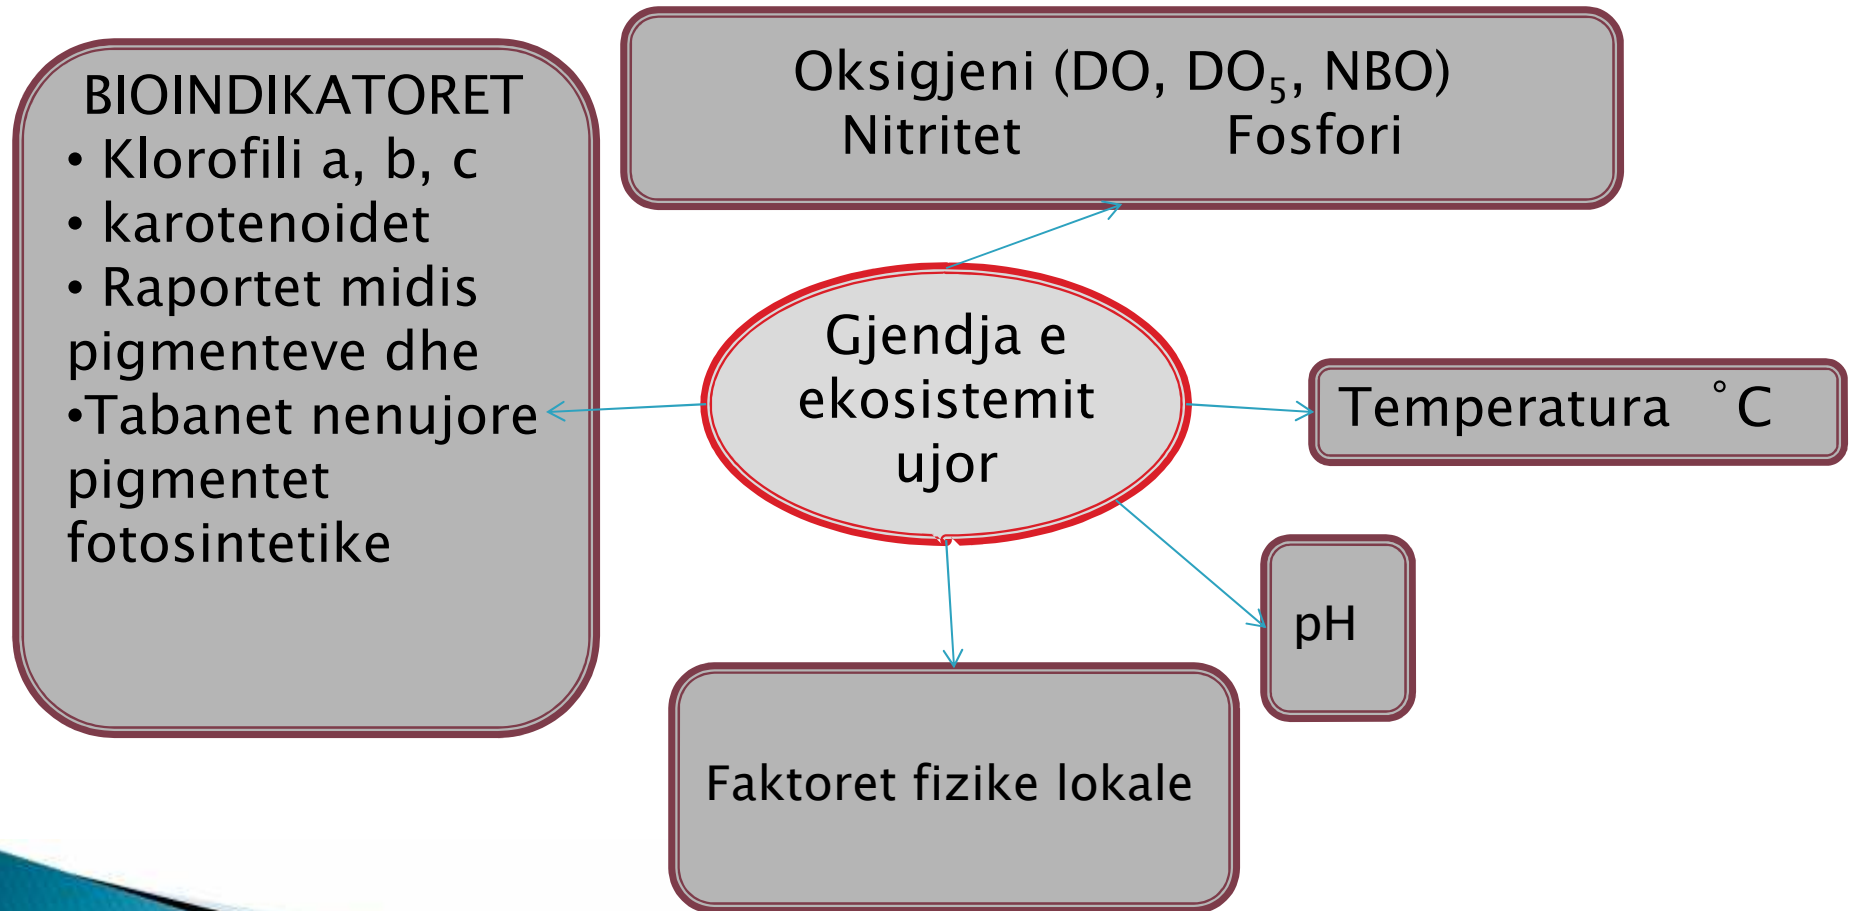 BIOINDIKATORET
• Klorofili a, b, c
• karotenoidet
• Raportet midis
pigmenteve dhe
•Tabanet nenujore
pigmentet
fotosintetike
Oksigjeni (DO, DO₅, NBO)
Nitritet Fosfori
Gjendja e
ekosistemit
ujor
Temperatura ˚C
pH
Faktoret fizike lokale